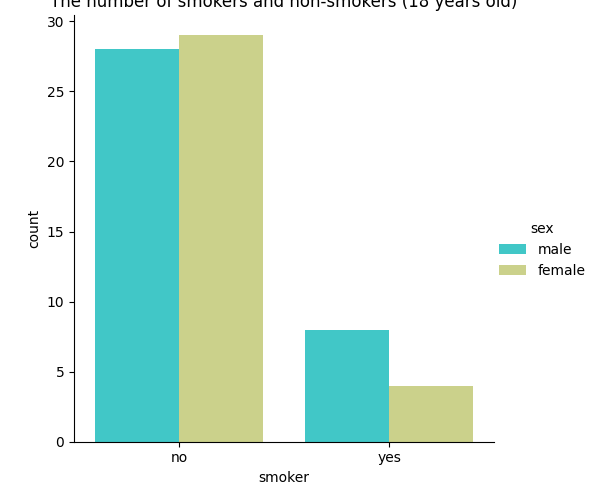 The number of smokers and non-smokers (18 years old)
30
25
20
15
10
5
0
count
no
yes
smoker
sex
male
female